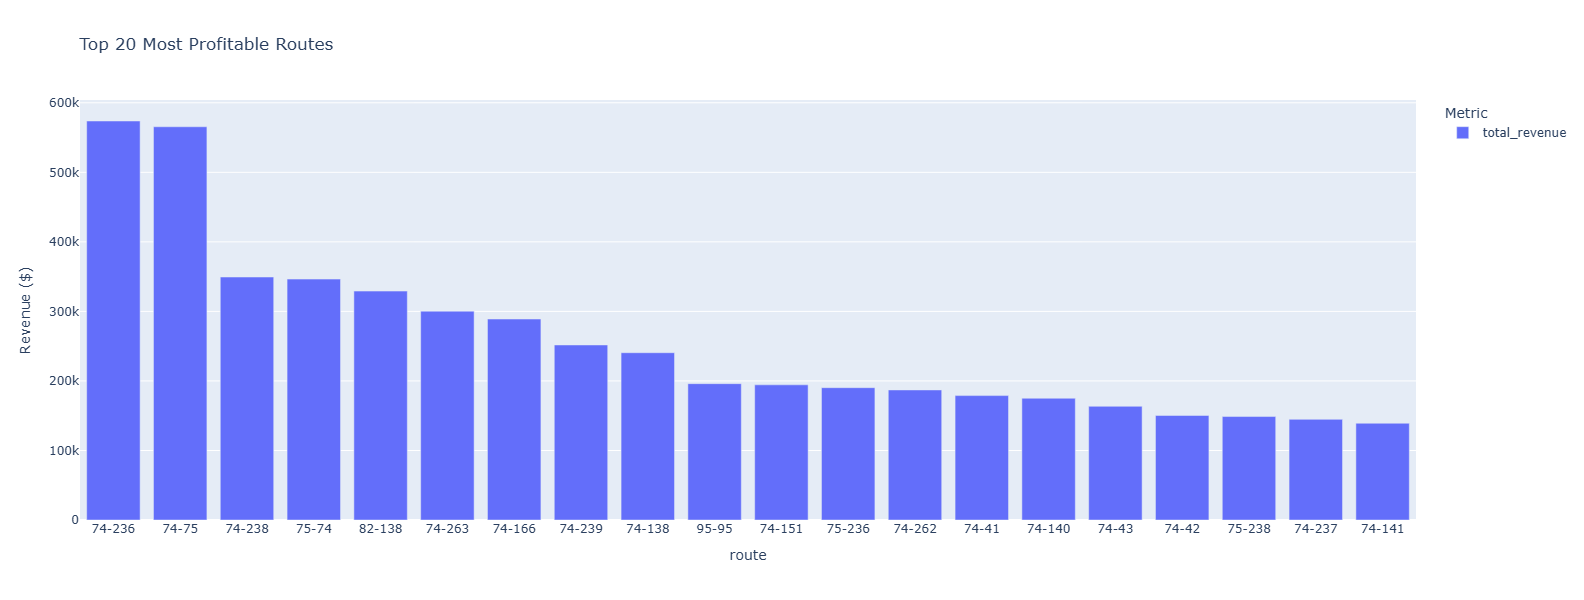 Top 20 Most Profitable Routes
600k
500k
400k
300k
200k
100k
0
Revenue ($)
74-236 74-75 74-238 75-74 82-138 74-263 74-166 74-239 74-138 95-95 74-151 75-236 74-262 74-41 74-140 74-43 74-42 75-238 74-237 74-141
route
Metric
total_revenue